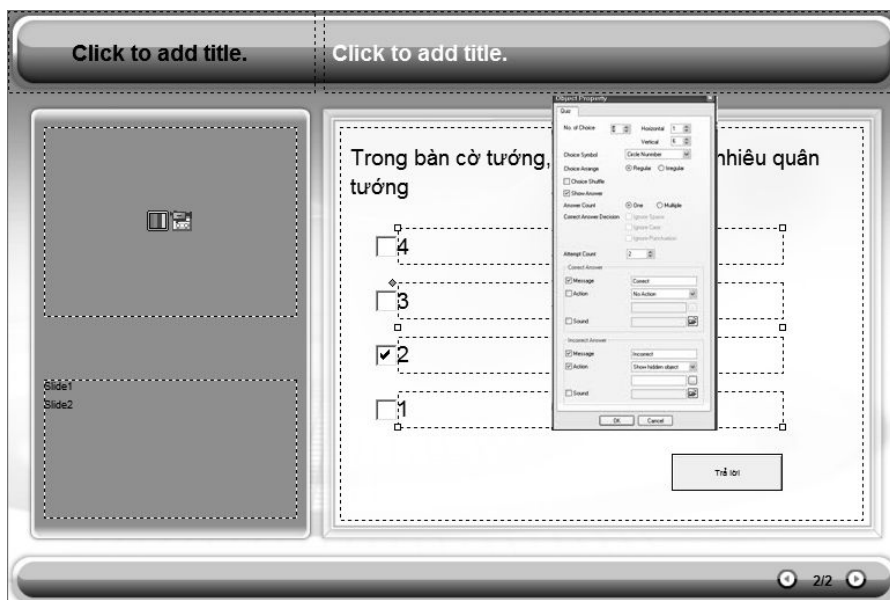 Click to add title.
Click to add title.
Slide1
Slide2
Trong bàn cờ tướng,
nhiêu quân
tướng
4
3
2
1
Trả lời
2/2
Object Property
Quiz
No. of Choice
Horizontal 1
Vertical
Choice Symbol Circle Number
Choice Arrange Regular Irregular
Choice Shuffle
Show Answer
Answer Count One Multiple
Correct Answer Decision Ignore Space
Ignore Case
Ignore Punctuation
Attempt Count 2
Correct Answer
Message Correct
Action No Action
Sound
Incorrect Answer
Message Incorrect
Action Show hidden object
Sound
OK Cancel